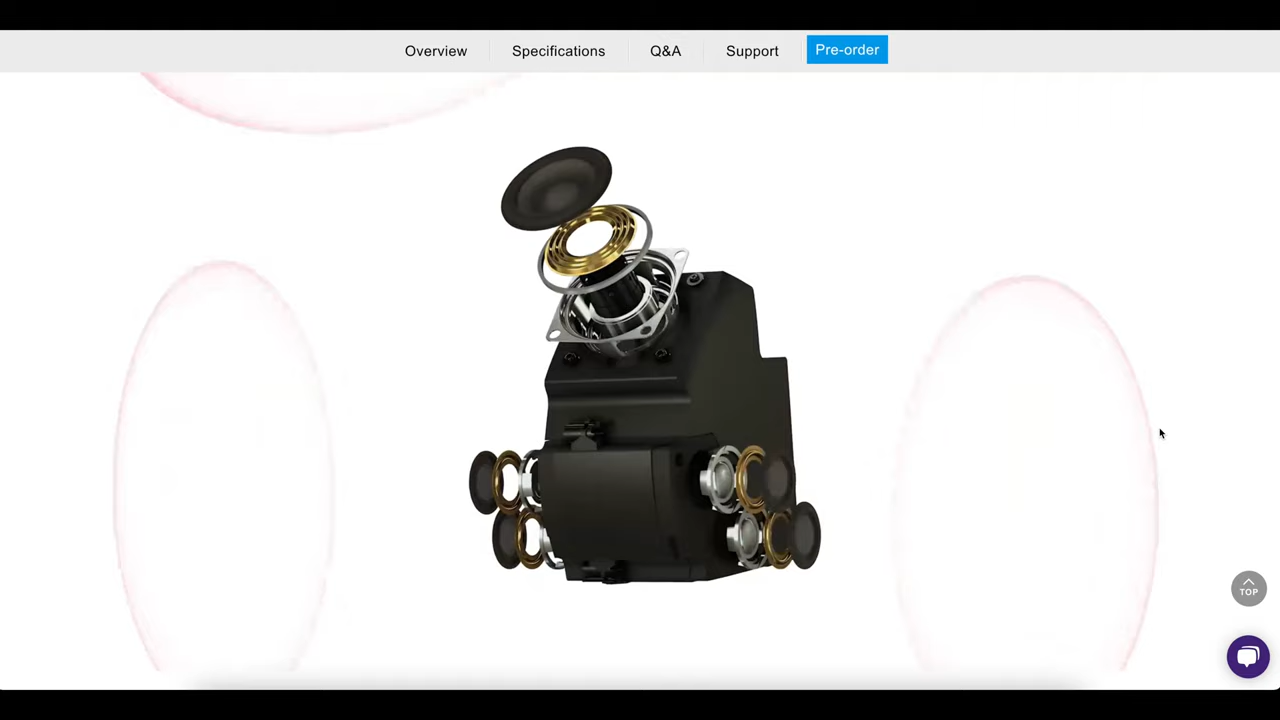 Overview
Specifications
Q&A
Support
Pre-order
TOP